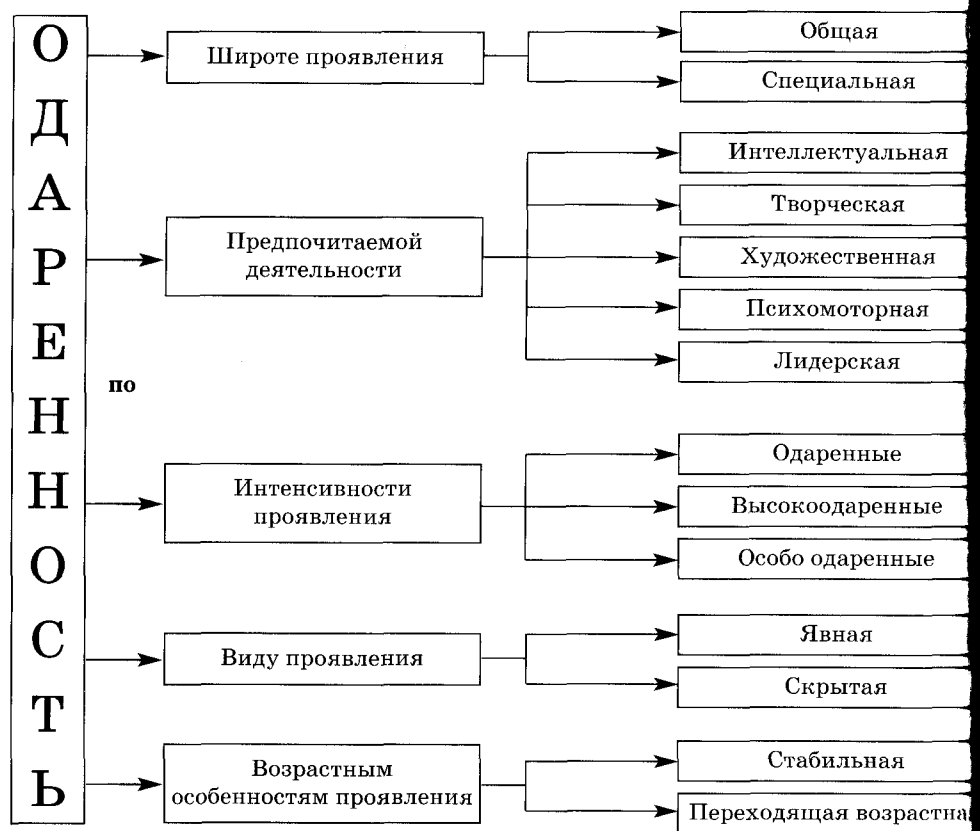 ОДАРЕННОСТЬ
по
Широте проявления
Общая
Специальная
Предпочитаемой
деятельности
Интеллектуальная
Творческая
Художественная
Психомоторная
Лидерская
Интенсивности
проявления
Одаренные
Высокоодаренные
Особо одаренные
Виду проявления
Явная
Скрытая
Возрастным
особенностям проявления
Стабильная
Переходящая возрастна